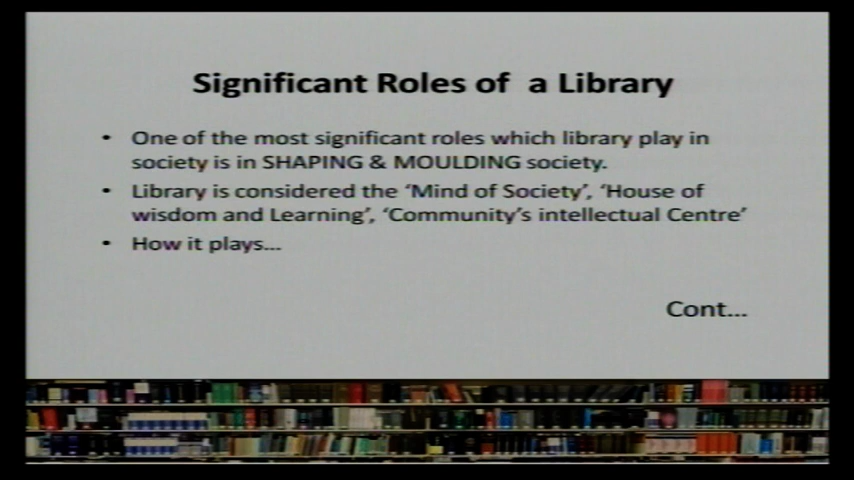 Significant Roles of a Library
• One of the most significant roles which library play in
society is in SHAPING & MOULDING society.
• Library is considered the ‘Mind of Society’, ‘House of
wisdom and Learning’, ‘Community’s intellectual Centre’
• How it plays...
Cont...